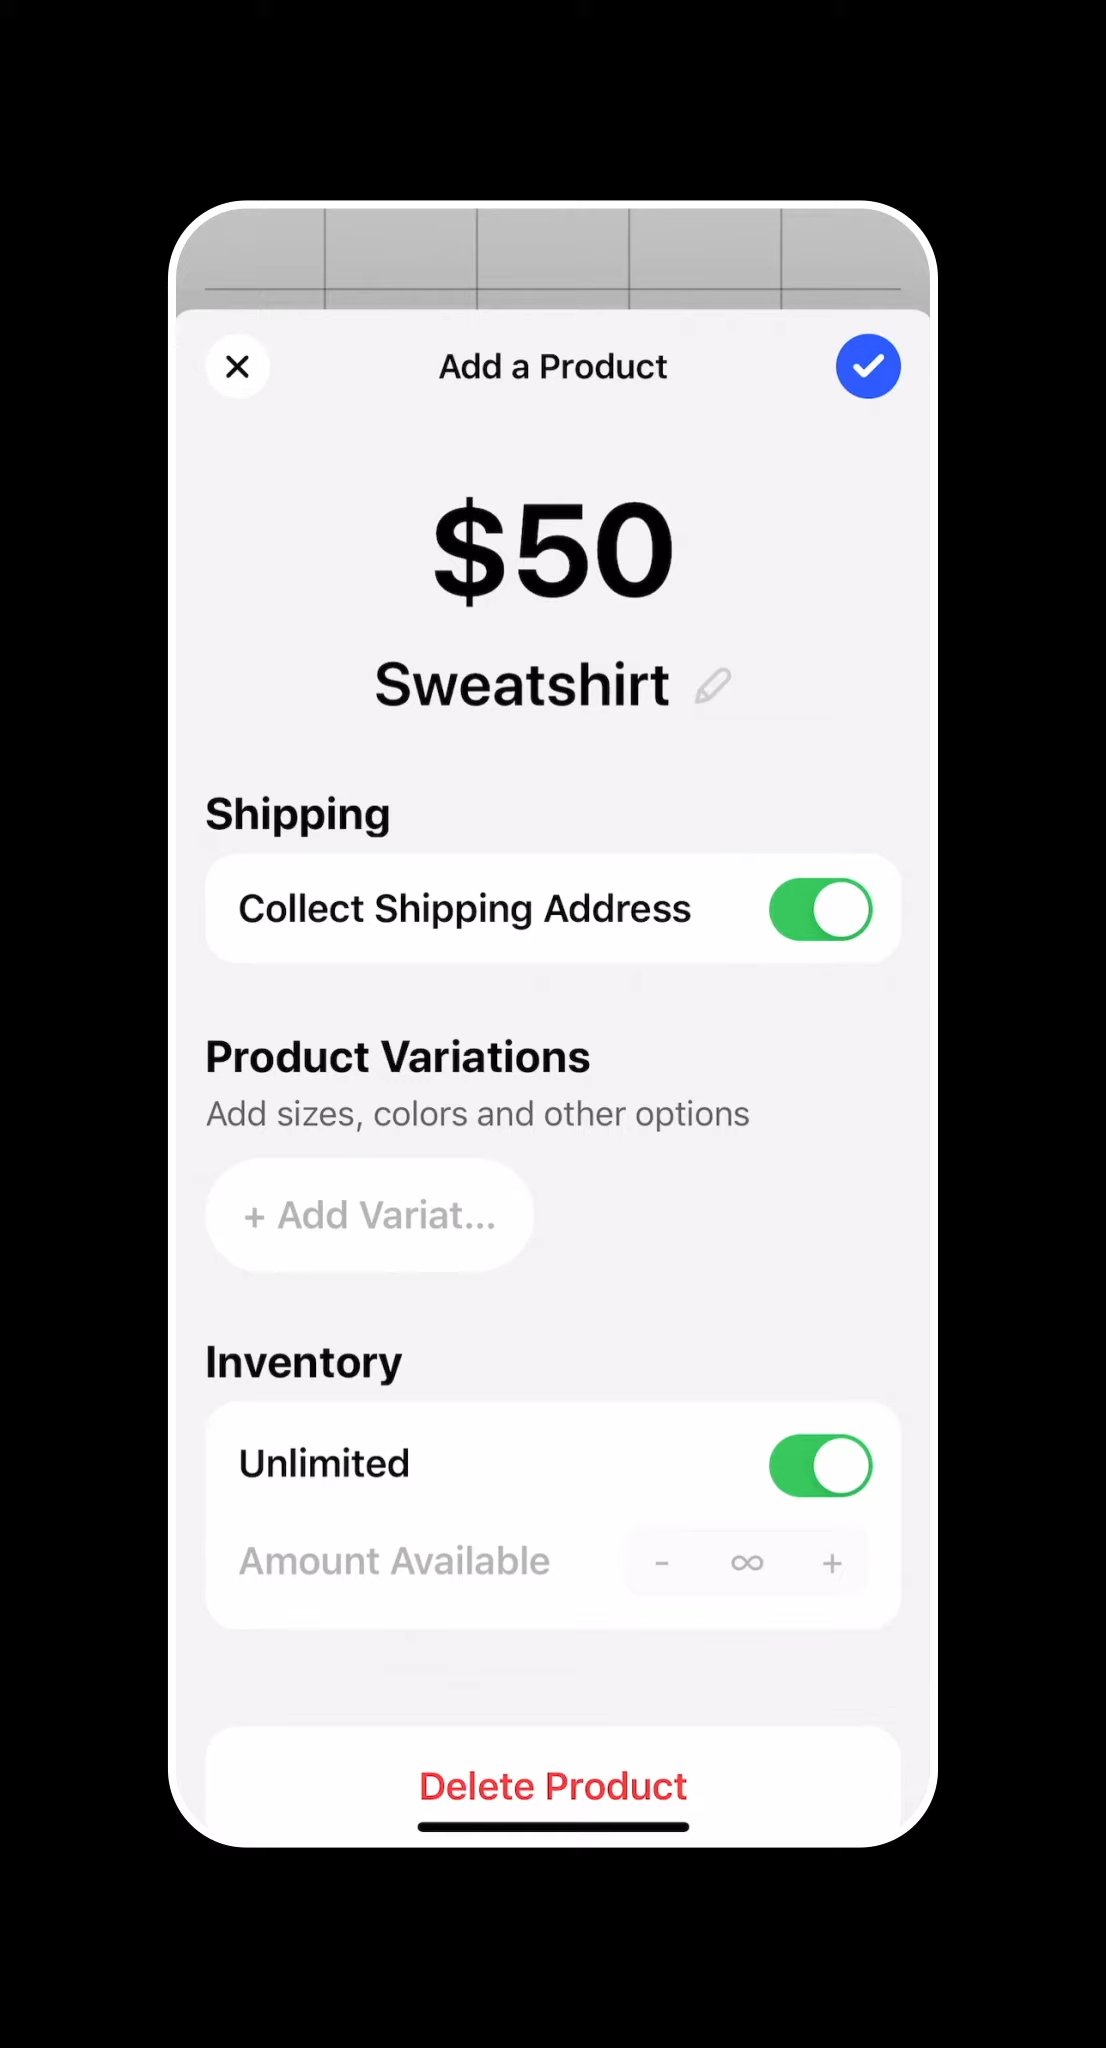 Add a Product
$50
Sweatshirt
Shipping
Collect Shipping Address
Product Variations
Add sizes, colors and other options
+ Add Variat...
Inventory
Unlimited
Amount Available - ∞ +
Delete Product